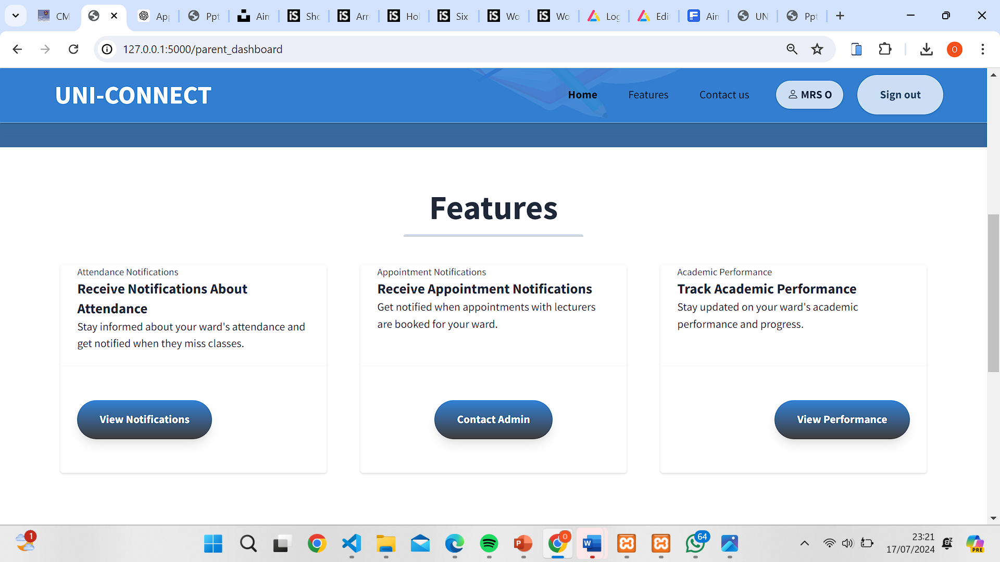 CM
App
Ppt
Ain
Sho
Arr
Hol
Six
Wo
Wo
Log
Edi
Ain
UN
Ppt
127.0.0.1:5000/parent_dashboard
O
UNI-CONNECT
Home
Features
Contact us
MRS O
Sign out
Features
Attendance Notifications
Receive Notifications About
Attendance
Stay informed about your ward's attendance and
get notified when they miss classes.
View Notifications
Appointment Notifications
Receive Appointment Notifications
Get notified when appointments with lecturers
are booked for your ward.
Contact Admin
Academic Performance
Track Academic Performance
Stay updated on your ward's academic
performance and progress.
View Performance
1
64
23:21
17/07/2024
PRE